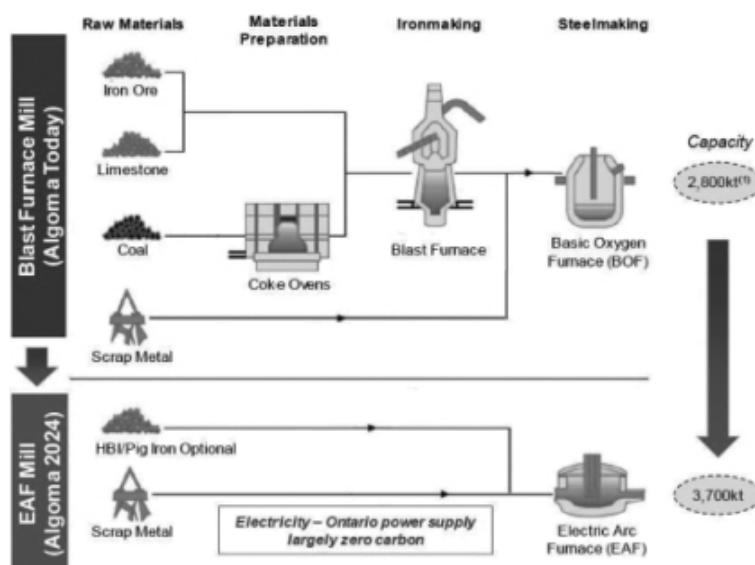 Raw Materials
Materials
Preparation
Ironmaking
Steelmaking
Blast Furnace Mill
(Algoma Today)
Iron Ore
Limestone
Coal
Coke Ovens
Blast Furnace
Basic Oxygen
Furnace (BOF)
Scrap Metal
Capacity
2,800kt(1)
EAF Mill
(Algoma 2024)
HBI/Pig Iron Optional
Scrap Metal
Electricity – Ontario power supply
largely zero carbon
Electric Arc
Furnace (EAF)
3,700kt